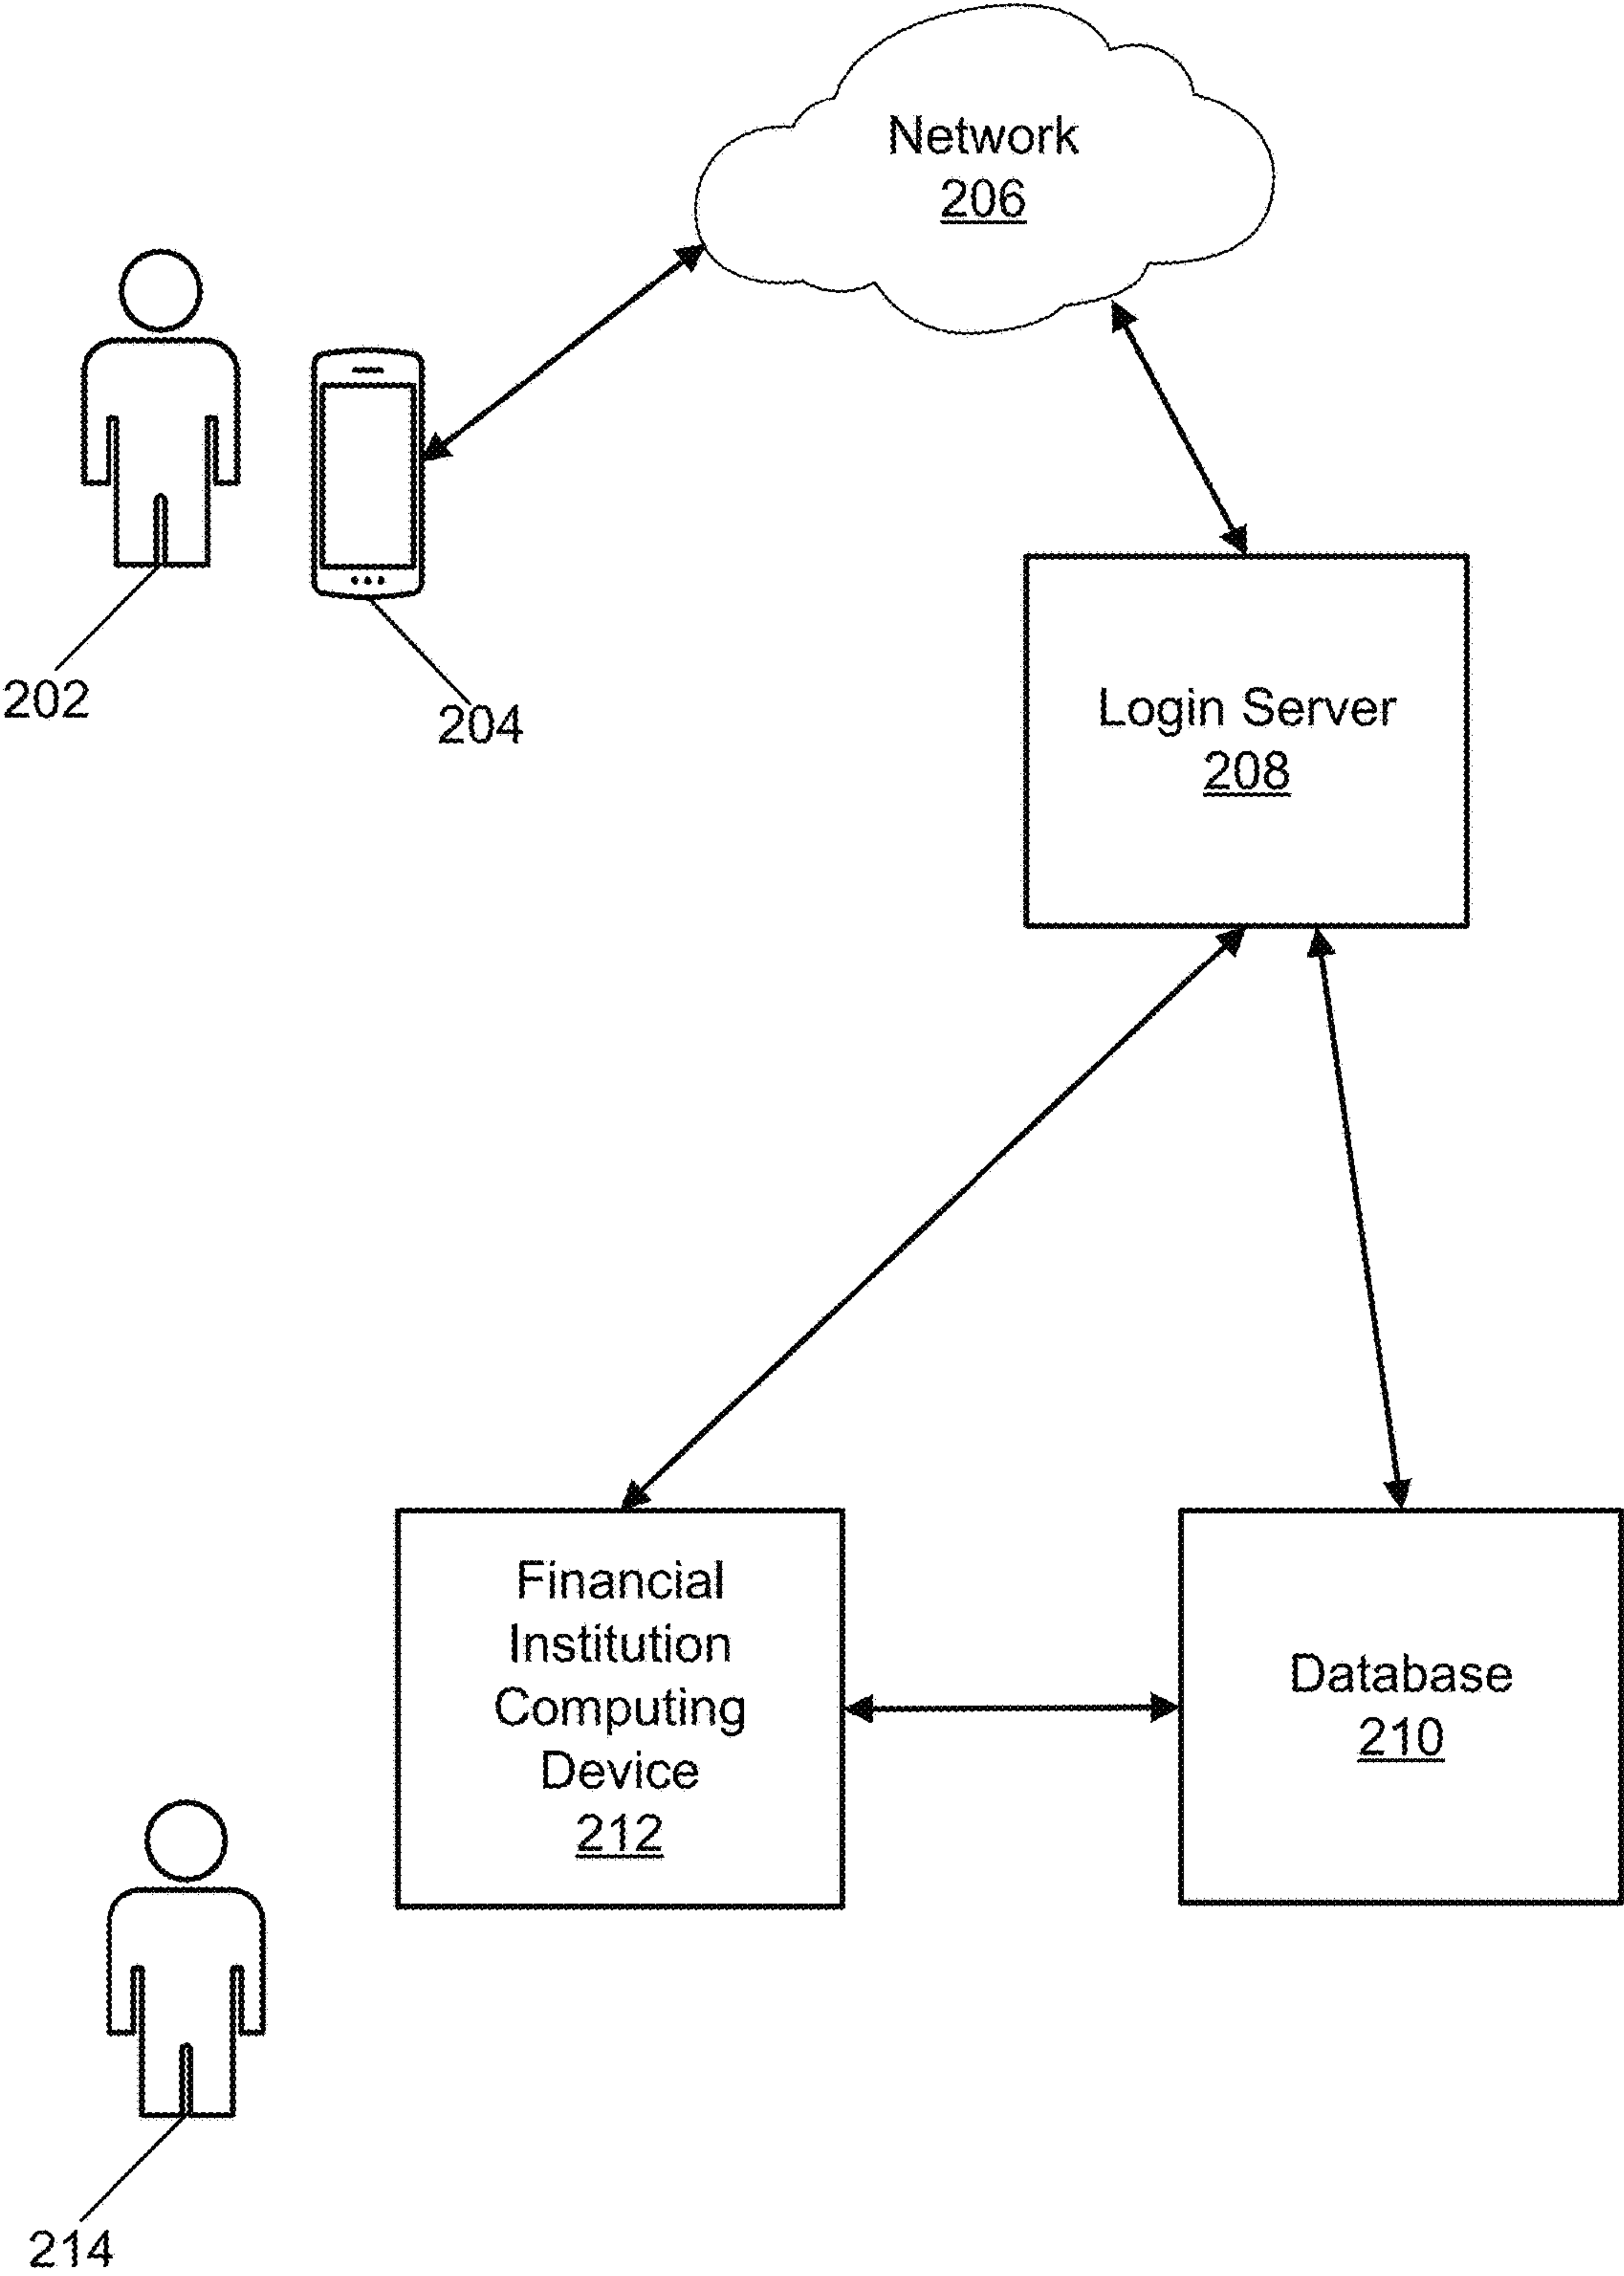 Network
206
202
204
Login Server
208
Financial
Institution
Computing
Device
212
Database
210
214